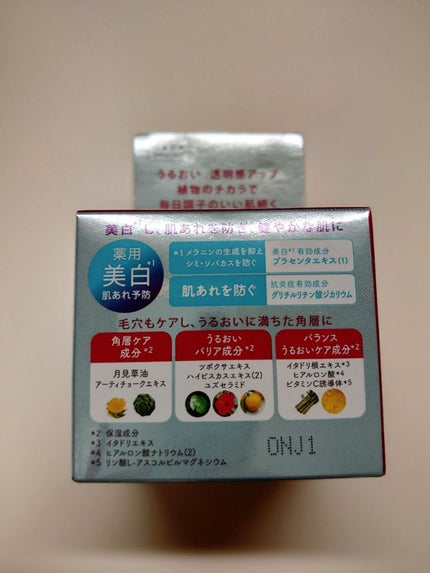 うるおい 透明感アップ
植物のチカラで
毎日調子のいい肌続く
美白*1し、肌あれを防ぎ、健やかな肌に
薬用
美白*1
肌あれ予防
*1 メラニンの生成を抑え
シミ・ソバカスを防ぐ
美白*1有効成分
プラセンタエキス(1)
肌あれを防ぐ
抗炎症有効成分
グリチルリチン酸ジカリウム
毛穴もケアし、うるおいに満ちた角層に
角層ケア
成分*2
月見草油
アーティチョークエキス
うるおい
バリア成分*2
ツボクサエキス
ハイビスカスエキス(2)
ユズセラミド
バランス
うるおいケア成分*2
イタドリ根エキス*3
ヒアルロン酸*4
ビタミンC誘導体*5
*2 保湿成分
*3 イタドリエキス
*4 ヒアルロン酸ナトリウム(2)
*5 リン酸L-アスコルビルマグネシウム
ONJ1